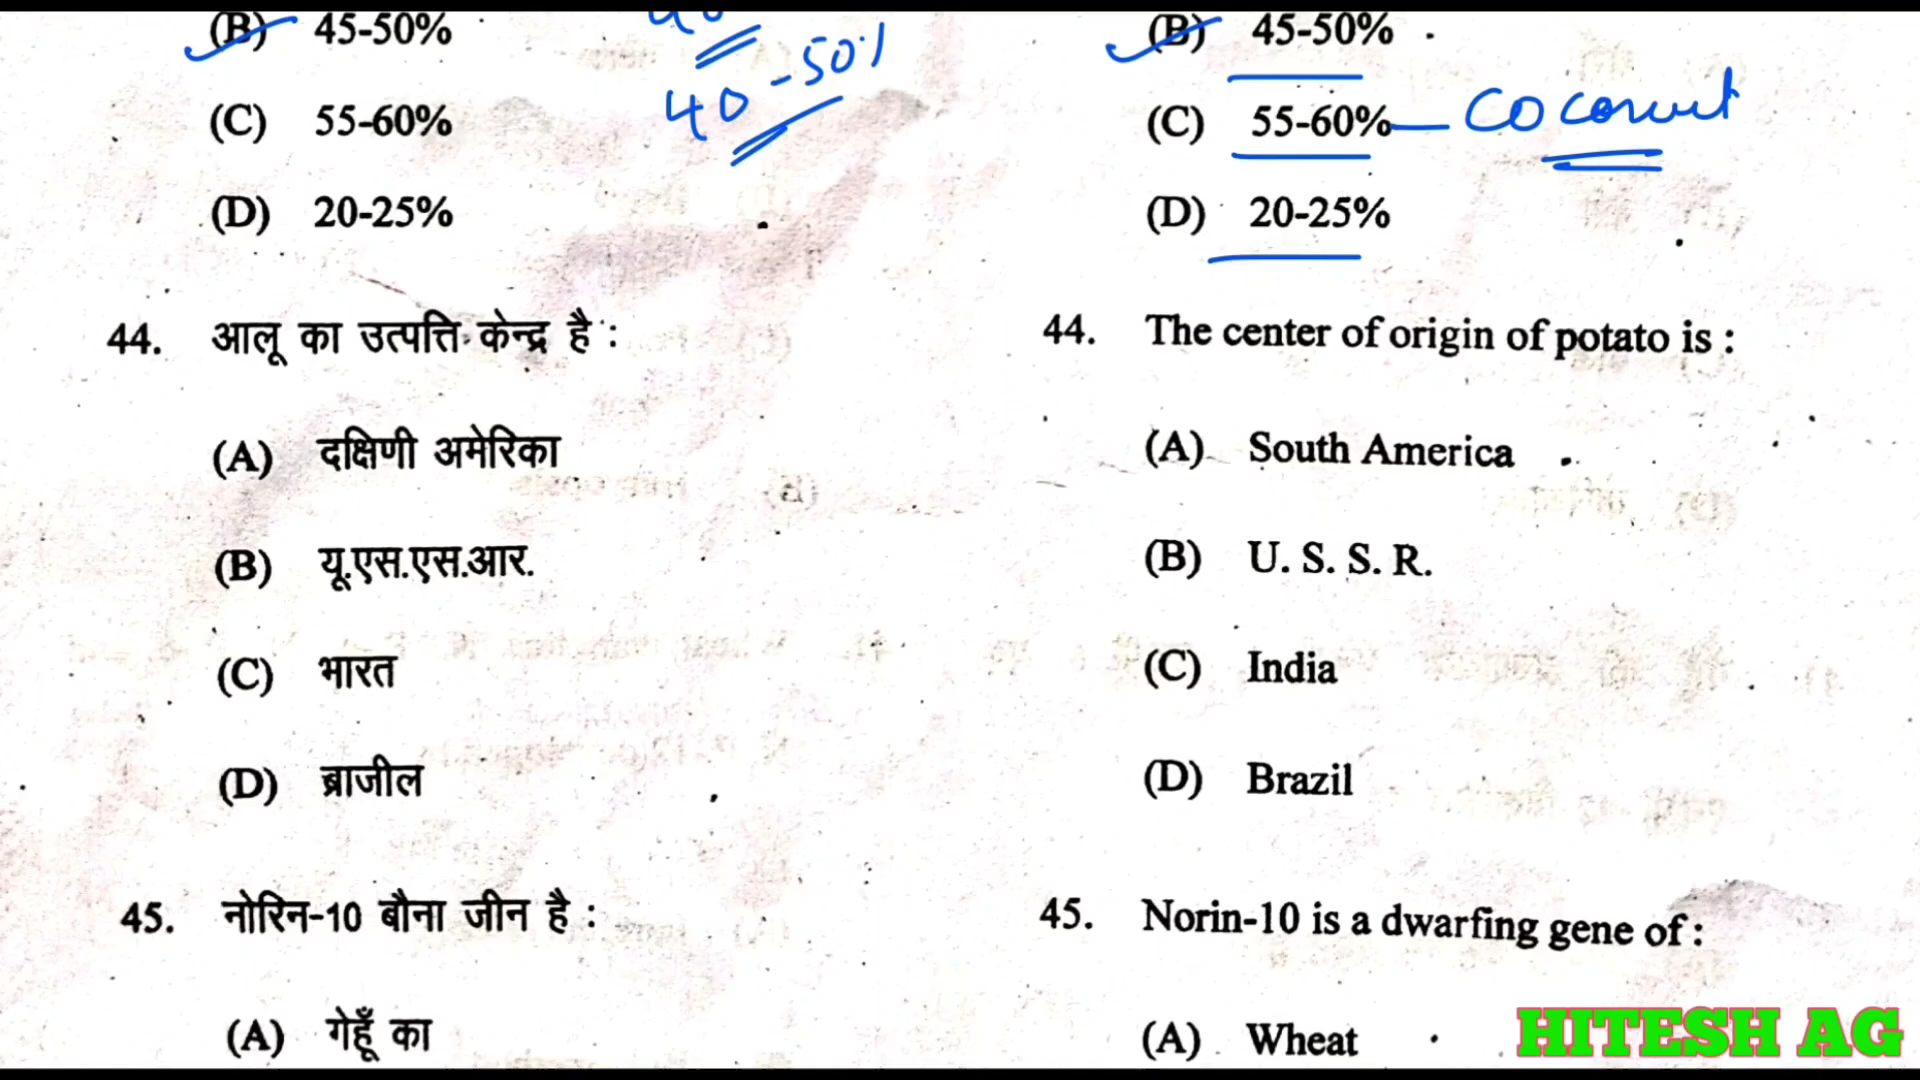 (B) 45-50%
40-50%
(C) 55-60%
(D) 20-25%
44. आलू का उत्पत्ति केन्द्र है :
(A) दक्षिणी अमेरिका
(B) यू.एस.एस.आर.
(C) भारत
(D) ब्राजील
45. नोरिन-10 बौना जीन है :
(A) गेहूँ का
(B) 45-50%
(C) 55-60% - Coconut
(D) 20-25%
44. The center of origin of potato is :
(A) South America
(B) U. S. S. R.
(C) India
(D) Brazil
45. Norin-10 is a dwarfing gene of :
(A) Wheat
HITESH AG